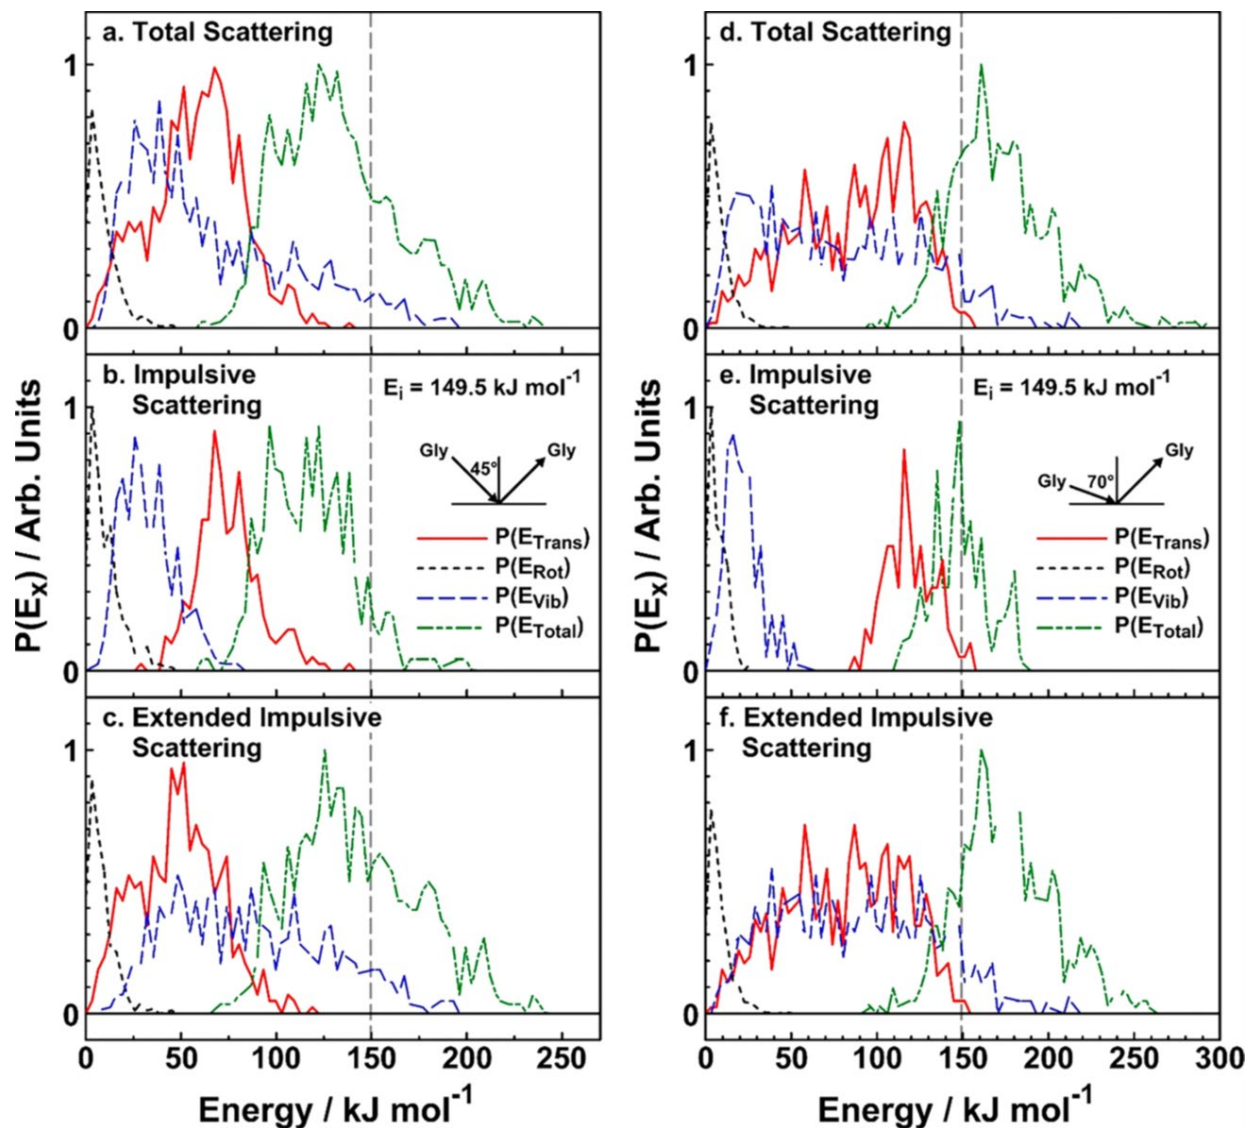 a. Total Scattering
1
0
b. Impulsive
Scattering
E_i = 149.5 kJ mol⁻¹
Gly
45°
Gly
P(E_Trans)
P(E_Rot)
P(E_Vib)
P(E_Total)
1
0
c. Extended Impulsive
Scattering
1
0
P(E_x) / Arb. Units
0 50 100 150 200 250
Energy / kJ mol⁻¹
d. Total Scattering
1
0
e. Impulsive
Scattering
E_i = 149.5 kJ mol⁻¹
Gly
70°
Gly
P(E_Trans)
P(E_Rot)
P(E_Vib)
P(E_Total)
1
0
f. Extended Impulsive
Scattering
1
0
P(E_x) / Arb. Units
0 50 100 150 200 250 300
Energy / kJ mol⁻¹